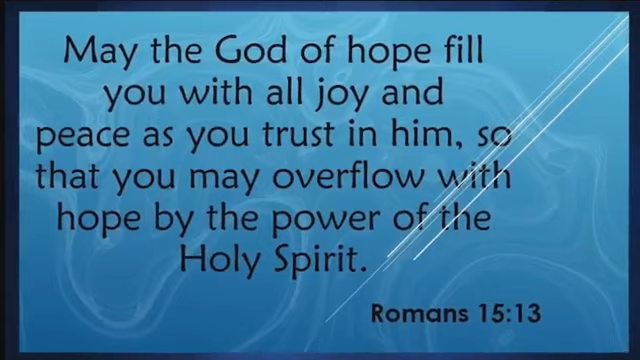 May the God of hope fill
you with all joy and
peace as you trust in him, so
that you may overflow with
hope by the power of the
Holy Spirit.
Romans 15:13